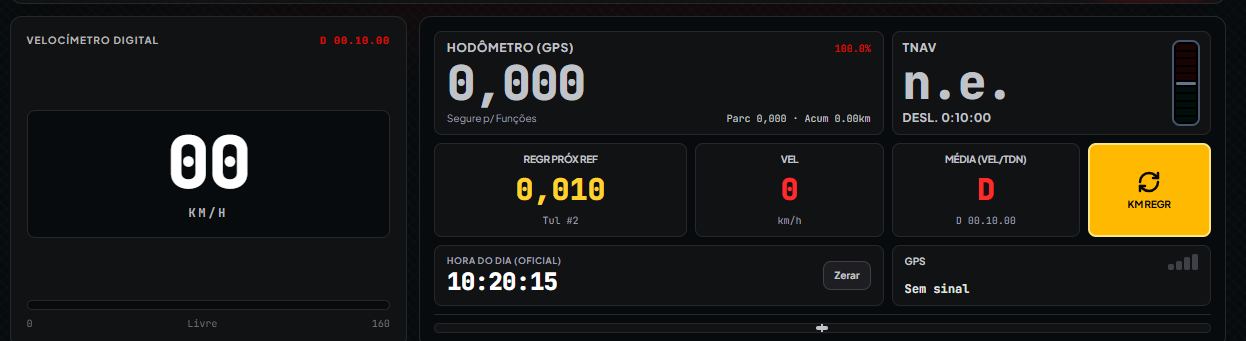 VELOCÍMETRO DIGITAL
D 00.10.00
00
KM/H
0
Livre
160
HODÔMETRO (GPS)
100.0%
0,000
Segure p/ Funções
Parc 0,000 · Acum 0.00km
TNAV
n.e.
DESL. 0:10:00
REGR PRÓX REF
0,010
Tul #2
VEL
0
km/h
MÉDIA (VEL/TDN)
D
D 00.10.00
KM REGR
HORA DO DIA (OFICIAL)
10:20:15
Zerar
GPS
Sem sinal